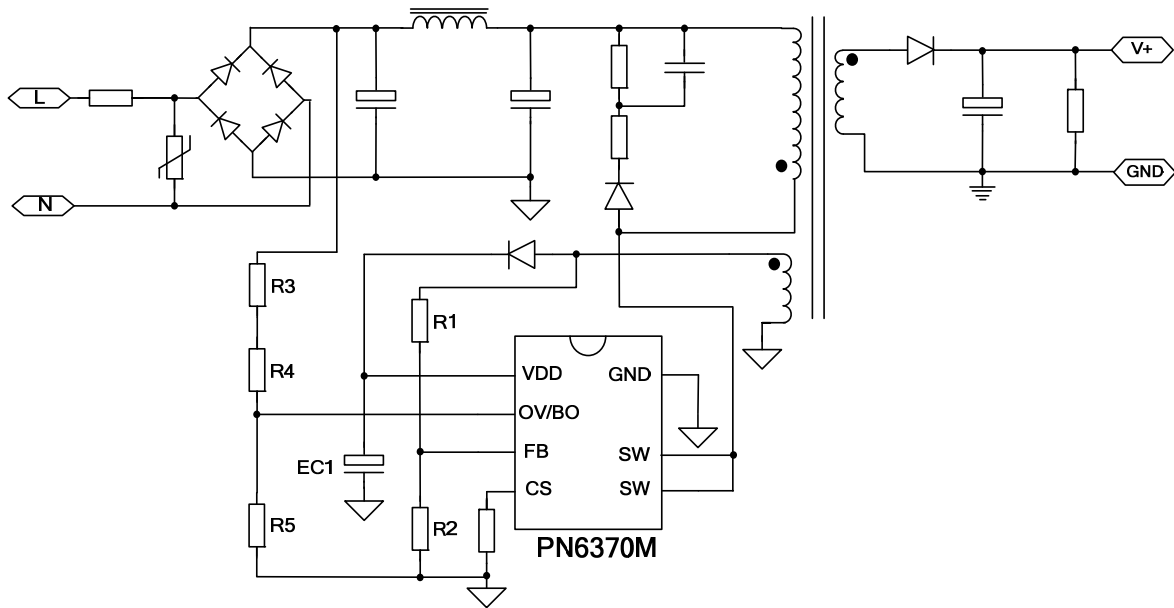 L
V+
GND
N
R3
R1
R4
VDD
GND
OV/BO
EC1
FB
SW
CS
SW
R5
R2
PN6370M